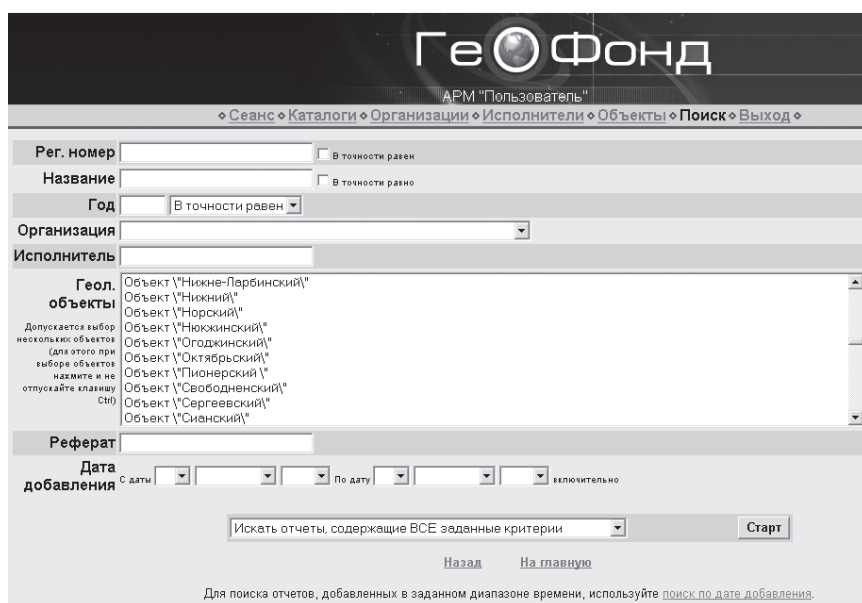 ГеоФонд
АРМ "Пользователь"
Сеанс Каталоги Организации Исполнители Объекты Поиск Выход
Рег. номер В точности равен
Название В точности равно
Год В точности равен
Организация
Исполнитель
Геол. объекты
Допускается выбор нескольких объектов (для этого при выборе объектов нажмите и не отпускайте клавишу Ctrl)
Объект \"Нижне-Ларбинский\"
Объект \"Нижний\"
Объект \"Норский\"
Объект \"Нюкжинский\"
Объект \"Огоджинский\"
Объект \"Октябрьский\"
Объект \"Пионерский \"
Объект \"Свободненский\"
Объект \"Сергеевский\"
Объект \"Сианский\"
Реферат
Дата добавления С даты По дату включительно
Искать отчеты, содержащие ВСЕ заданные критерии Старт
Назад На главную
Для поиска отчетов, добавленных в заданном диапазоне времени, используйте поиск по дате добавления.